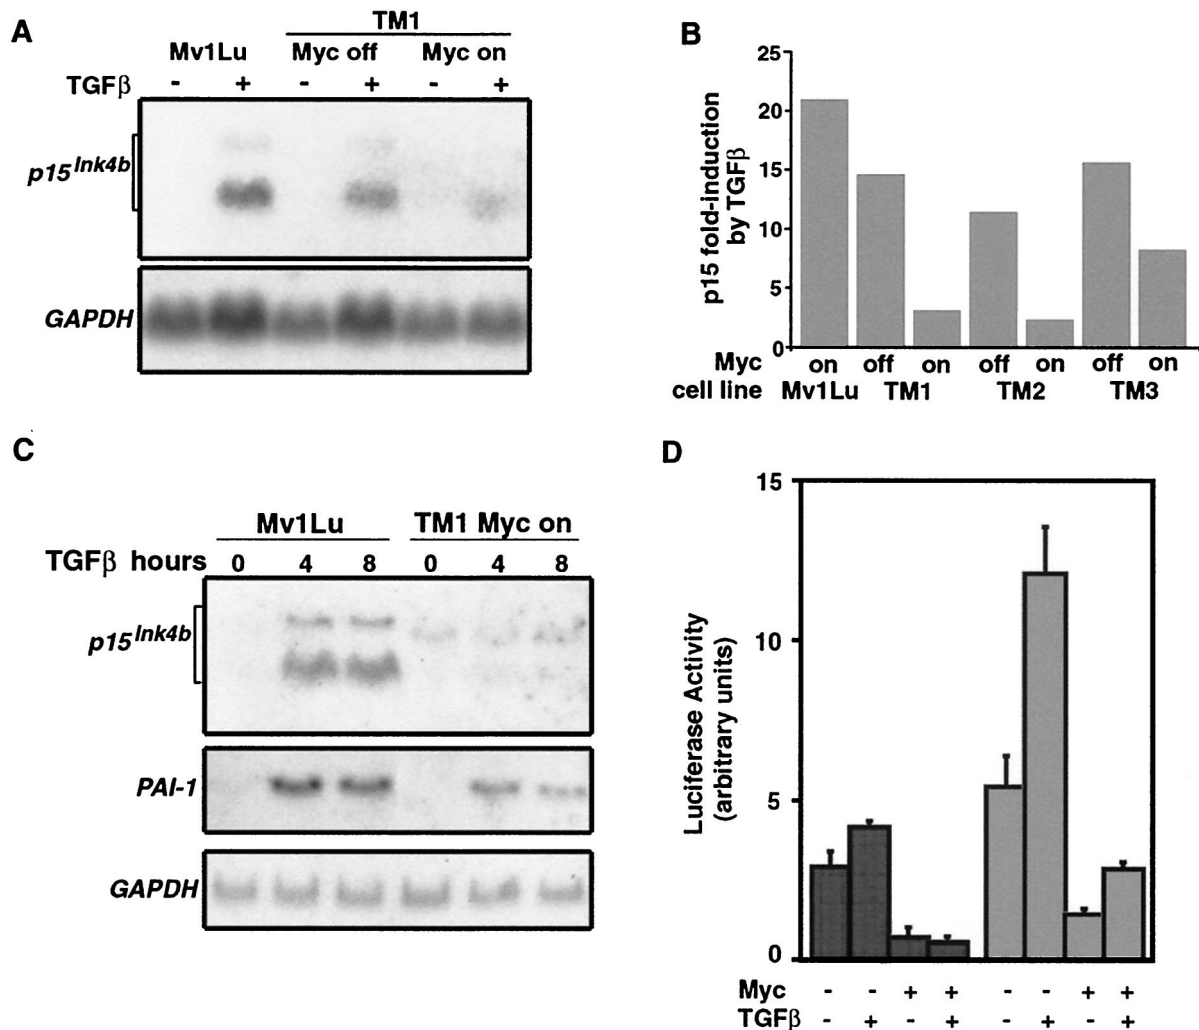 A
TM1
Mv1Lu Myc off Myc on
TGFβ - + - + - +
p15Ink4b
GAPDH
B
p15 fold-induction
by TGFβ
25
20
15
10
5
0
Myc on off on off on off on
cell line Mv1Lu TM1 TM2 TM3
C
Mv1Lu TM1 Myc on
TGFβ hours 0 4 8 0 4 8
p15Ink4b
PAI-1
GAPDH
D
Luciferase Activity
(arbitrary units)
15
10
5
0
Myc - - + + - - + +
TGFβ - + - + - + - +